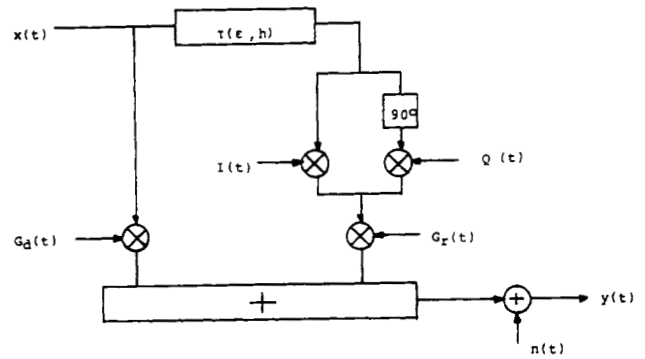 x(t)
τ(ε,h)
90°
I(t)
Q (t)
Gd(t)
Gr(t)
+
+
y(t)
n(t)